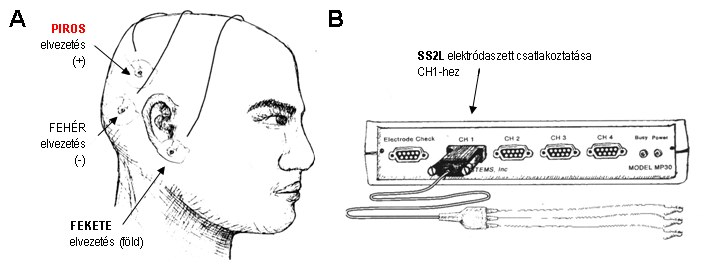 A
PIROS
elvezetés
(+)
FEHÉR
elvezetés
(-)
FEKETE
elvezetés (föld)
B
SS2L elektródaszett csatlakoztatása
CH1-hez
Electrode Check CH 1 CH 2 CH 3 CH 4 Busy Power
TEMS, Inc MODEL MP30